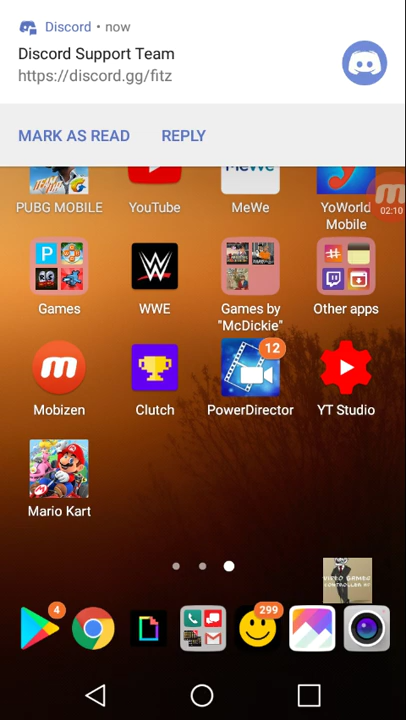 Discord • now
Discord Support Team
https://discord.gg/fitz
MARK AS READ REPLY
PUBG MOBILE YouTube MeWe YoWorld Mobile
02:10
Games WWE Games by "McDickie" Other apps
12
Mobizen Clutch PowerDirector YT Studio
Mario Kart
VIDEO GAMES
4
299